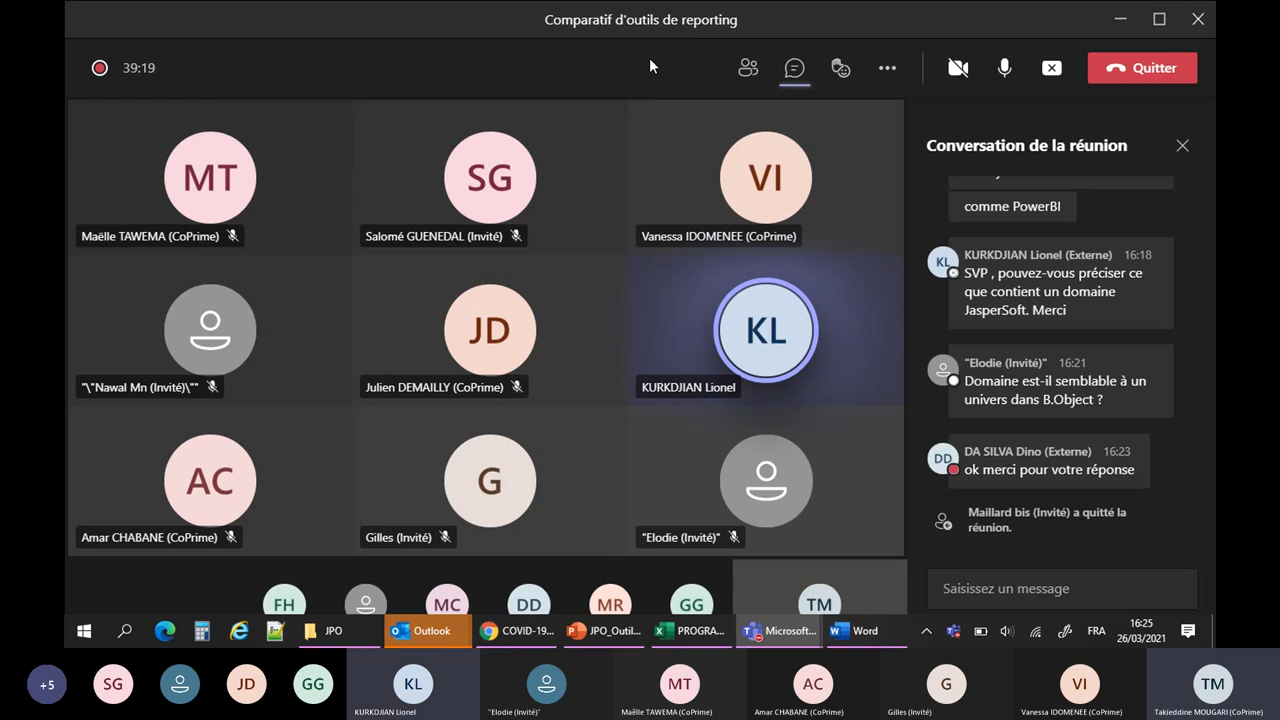 Comparatif d'outils de reporting
39:19
Quitter
MT
Maëlle TAWEMA (CoPrime)
SG
Salomé GUENEDAL (Invité)
VI
Vanessa IDOMENEE (CoPrime)
"\"Nawal Mn (Invité)\""
JD
Julien DEMAILLY (CoPrime)
KL
KURKDJIAN Lionel
AC
Amar CHABANE (CoPrime)
G
Gilles (Invité)
"Elodie (Invité)"
FH
MC
DD
MR
GG
TM
Conversation de la réunion
comme PowerBI
KL
KURKDJIAN Lionel (Externe) 16:18
SVP , pouvez-vous préciser ce
que contient un domaine
JasperSoft. Merci
"Elodie (Invité)" 16:21
Domaine est-il semblable à un
univers dans B.Object ?
DD
DA SILVA Dino (Externe) 16:23
ok merci pour votre réponse
Maillard bis (Invité) a quitté la
réunion.
Saisissez un message
JPO
Outlook
COVID-19...
JPO_Outil...
PROGRA...
Microsoft...
Word
FRA
16:25
26/03/2021
+5
SG
JD
GG
KL
KURKDJIAN Lionel
"Elodie (Invité)"
MT
Maëlle TAWEMA (CoPrime)
AC
Amar CHABANE (CoPrime)
G
Gilles (Invité)
VI
Vanessa IDOMENEE (CoPrime)
TM
Takieddine MOUGARI (CoPrime)